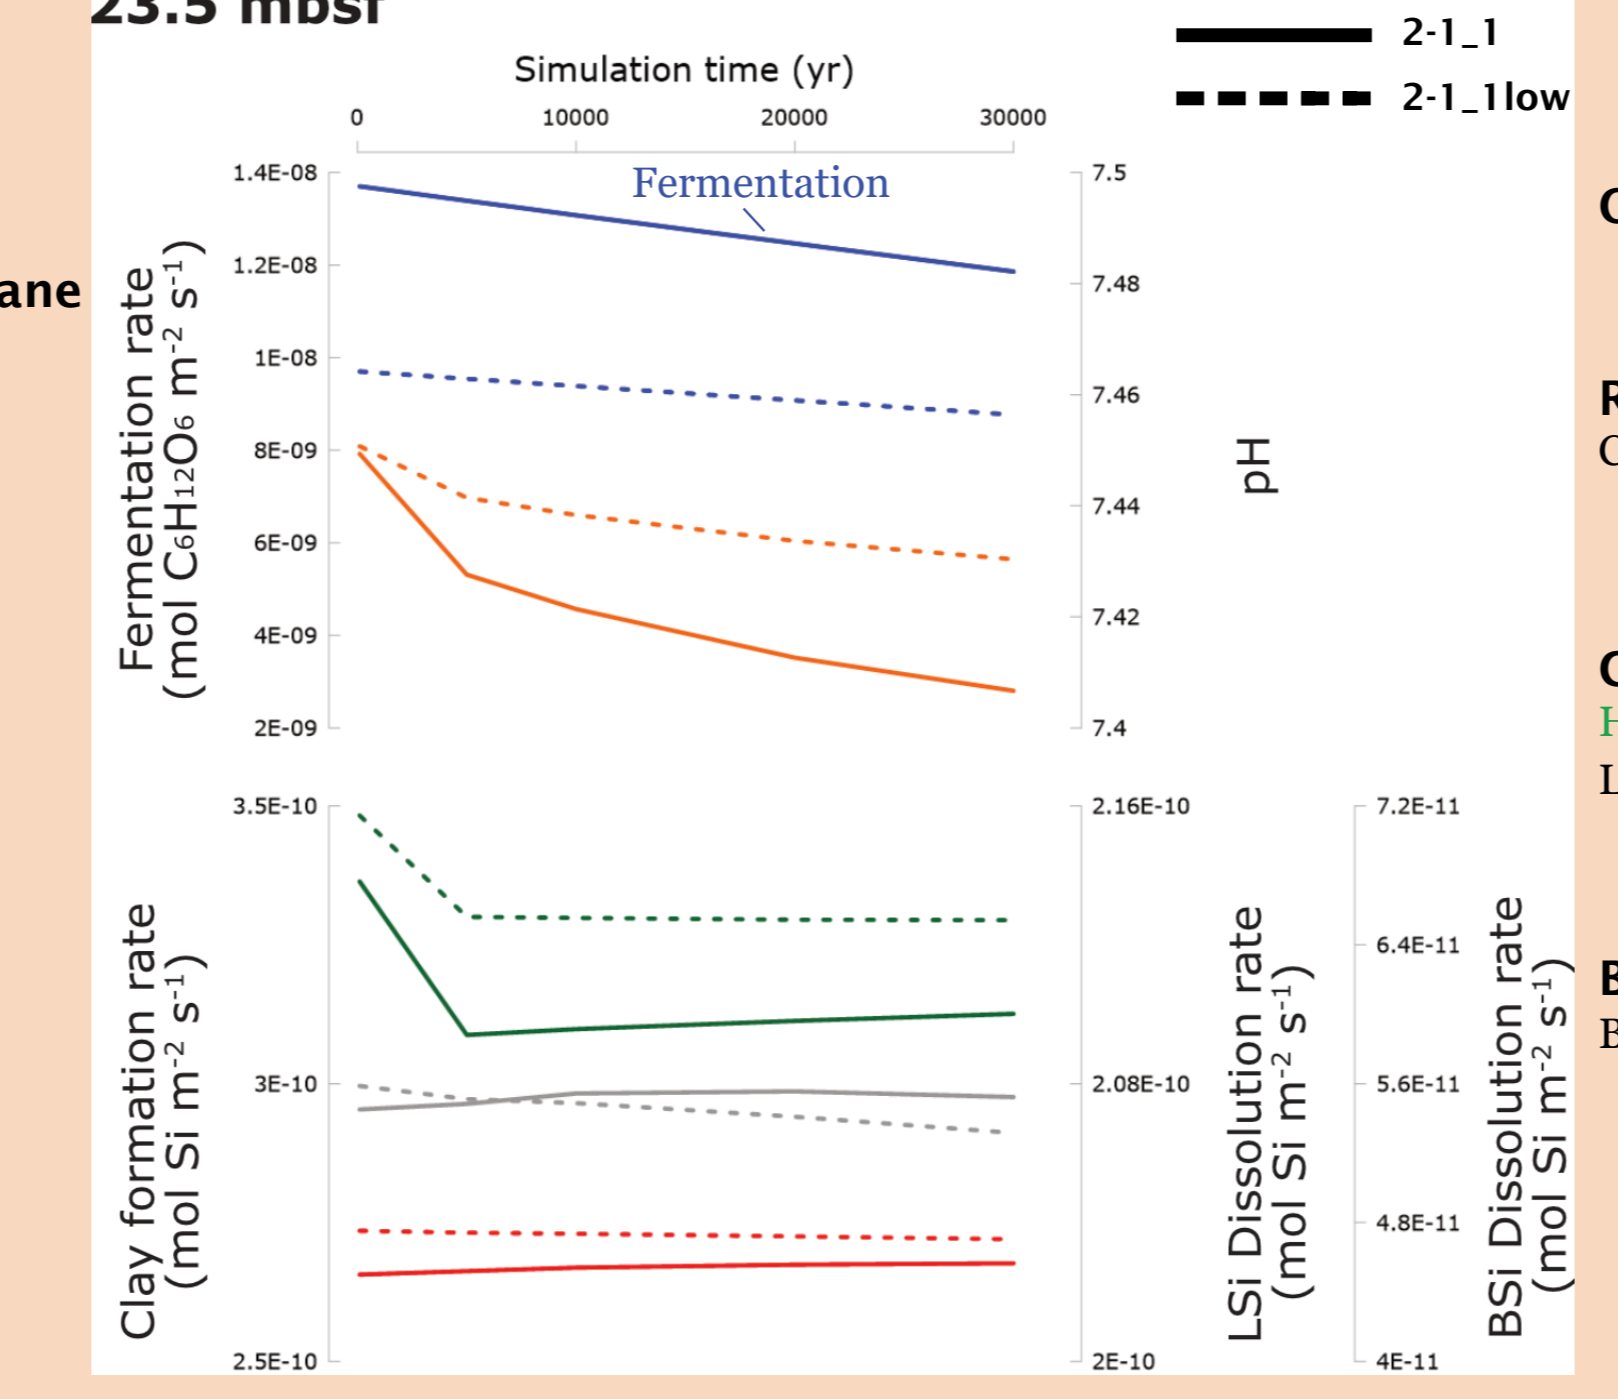 23.5 mbsf
2-1_1
2-1_1low
Simulation time (yr)
0 10000 20000 30000
Fermentation
1.4E-08
1.2E-08
1E-08
8E-09
6E-09
4E-09
2E-09
Fermentation rate
(mol C6H12O6 m-2 s-1)
7.5
7.48
7.46
7.44
7.42
7.4
pH
3.5E-10
3E-10
2.5E-10
Clay formation rate
(mol Si m-2 s-1)
2.16E-10
2.08E-10
2E-10
LSi Dissolution rate
(mol Si m-2 s-1)
7.2E-11
6.4E-11
5.6E-11
4.8E-11
4E-11
BSi Dissolution rate
(mol Si m-2 s-1)
ane
R
H
L
B
B